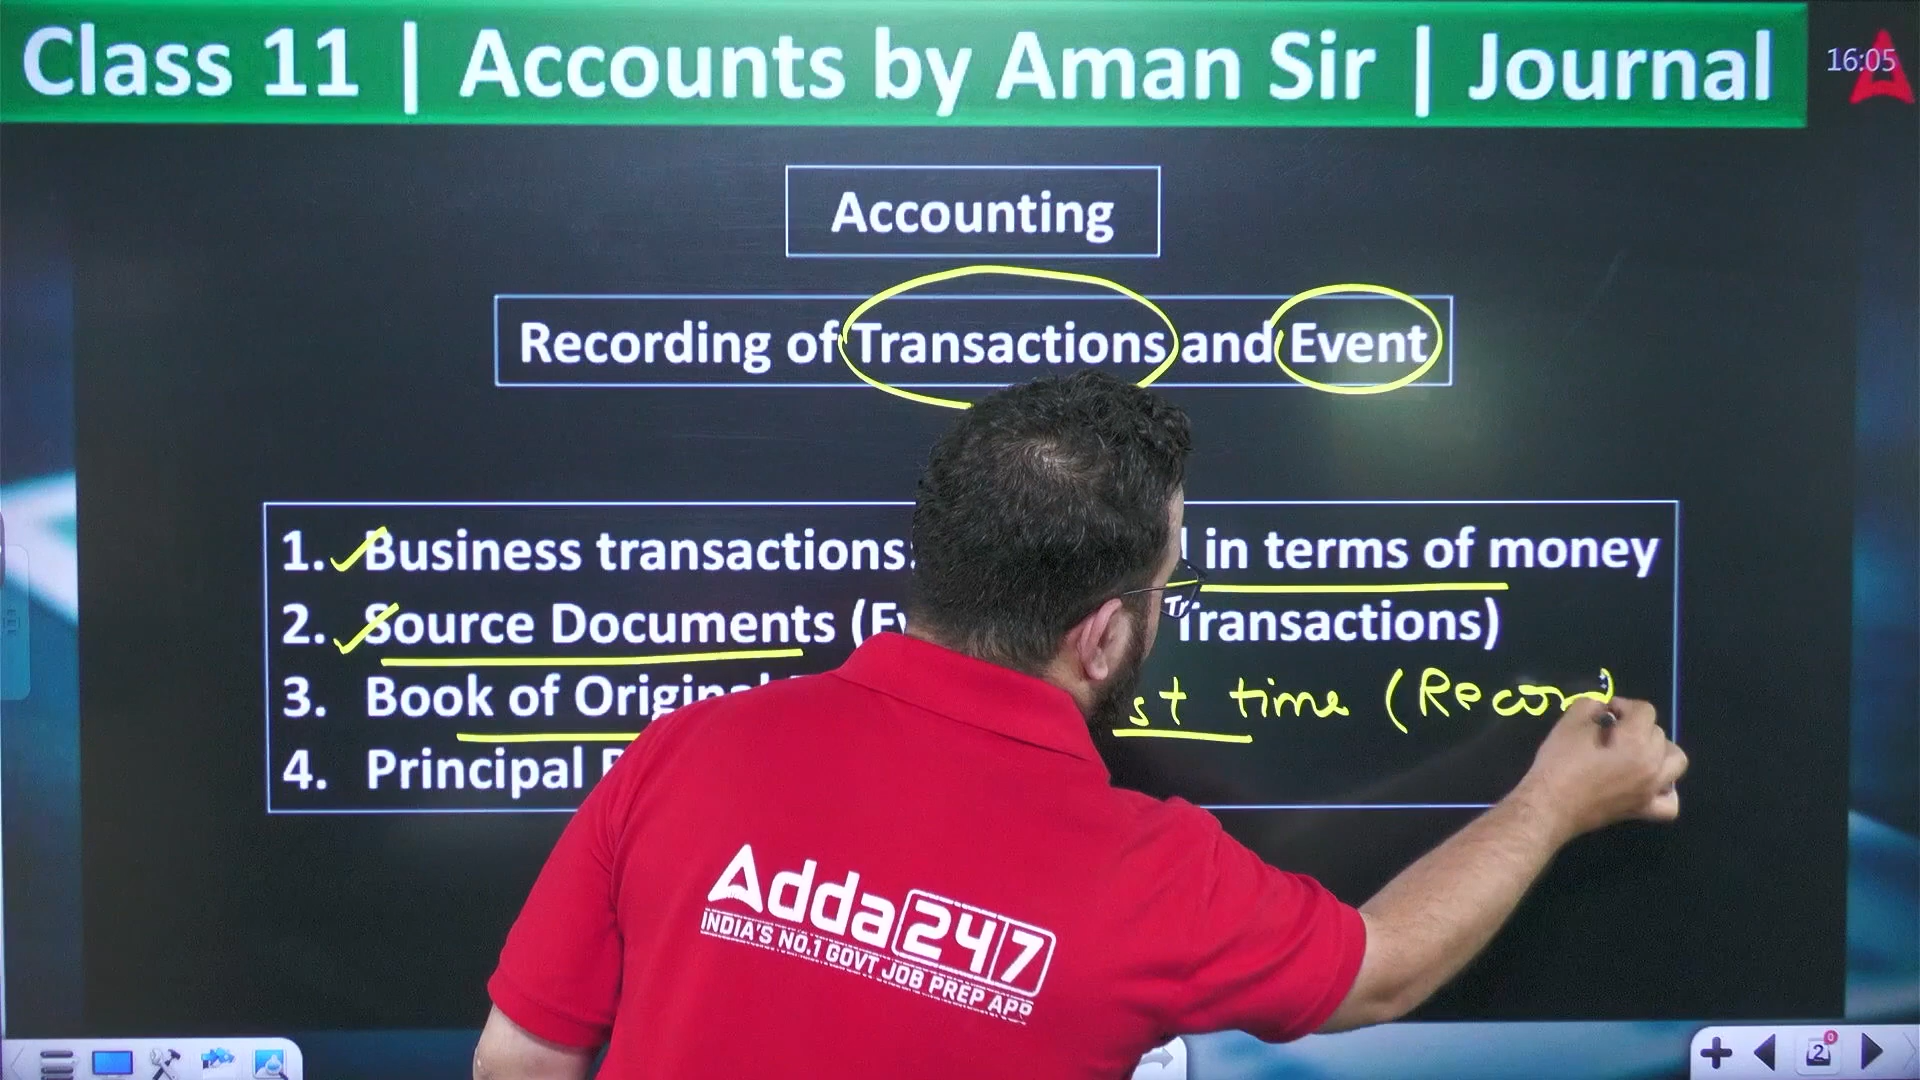 Class 11 | Accounts by Aman Sir | Journal
16:05
Accounting
Recording of Transactions and Event
1. Business transactions: in terms of money
2. Source Documents ( Transactions)
3. Book of st time (Record
4. Principal
Adda247
INDIA'S NO.1 GOVT JOB PREP APP
2
0